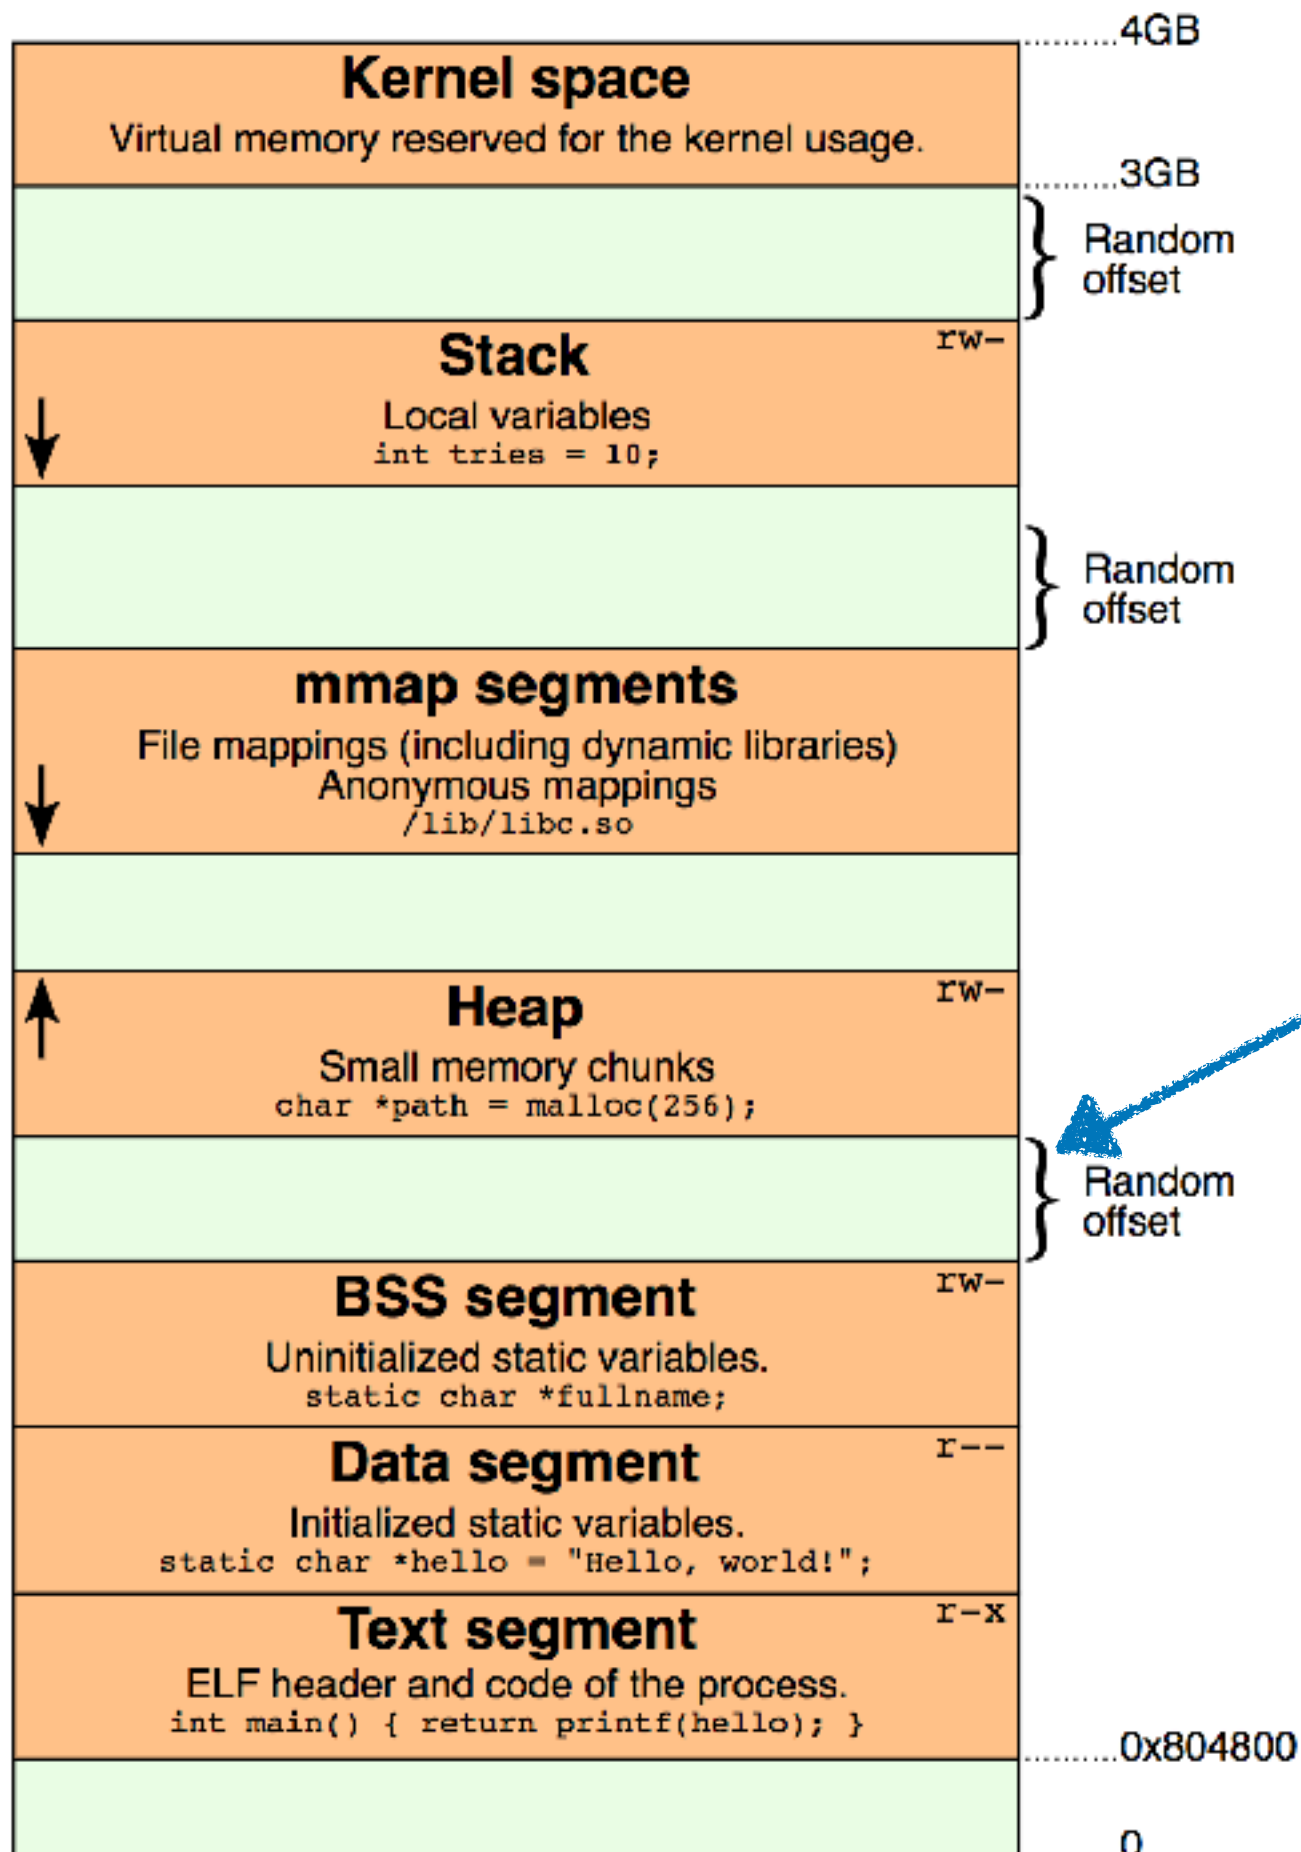 4GB
Kernel space
Virtual memory reserved for the kernel usage.
3GB
Random
offset
Stack
rw-
Local variables
int tries = 10;
Random
offset
mmap segments
File mappings (including dynamic libraries)
Anonymous mappings
/lib/libc.so
Heap
rw-
Small memory chunks
char *path = malloc(256);
Random
offset
BSS segment
rw-
Uninitialized static variables.
static char *fullname;
Data segment
r--
Initialized static variables.
static char *hello = "Hello, world!";
Text segment
r-x
ELF header and code of the process.
int main() { return printf(hello); }
0x804800
0